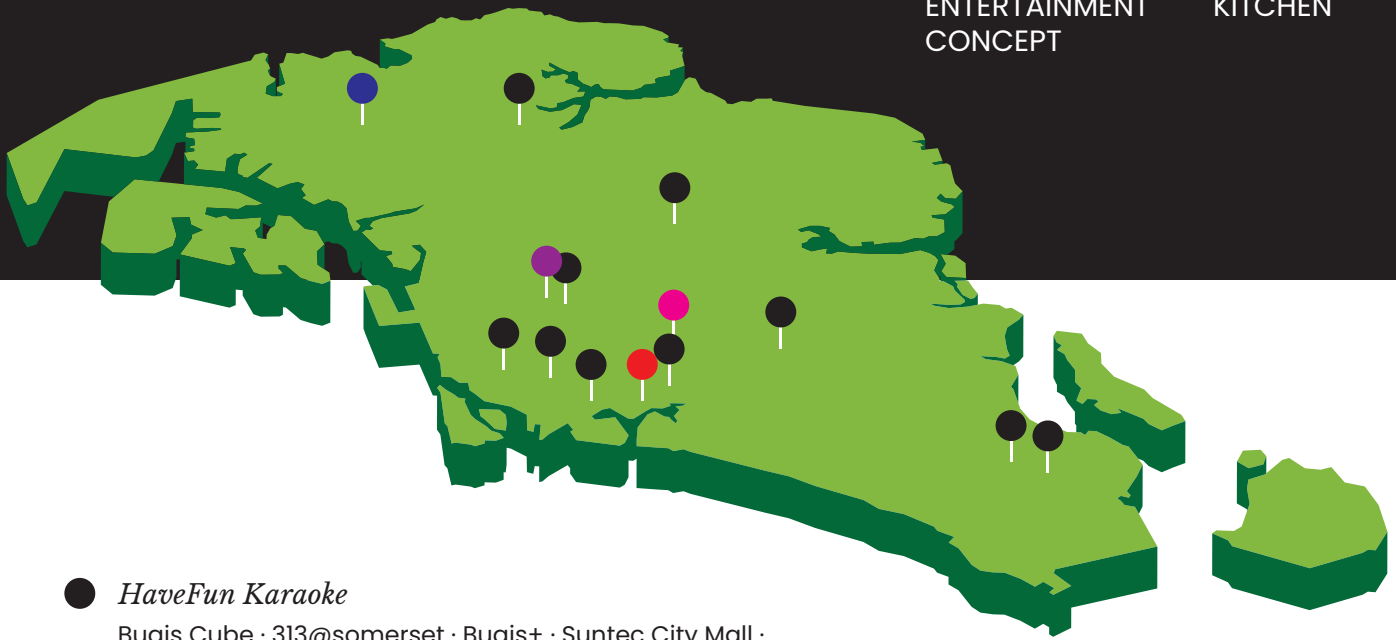 ENTERTAINMENT KITCHEN
CONCEPT
HaveFun Karaoke
Bugis Cube · 313@somerset · Bugis+ · Suntec City Mall ·